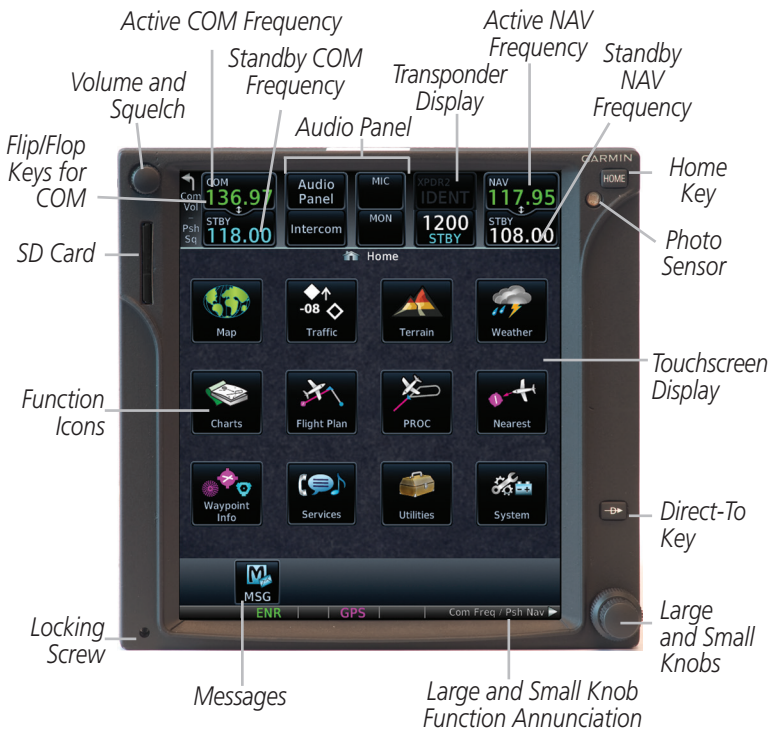 Active COM Frequency
Active NAV
Frequency
Standby COM
Frequency
Standby
NAV
Frequency
Volume and
Squelch
Transponder
Display
Audio Panel
Flip/Flop
Keys for
COM
GARMIN
HOME
Home
Key
Com
Vol
Psh
Sq
COM
136.97
STBY
118.00
Audio
Panel
MIC
Intercom
MON
XPDR2
IDENT
1200
STBY
NAV
117.95
STBY
108.00
SD Card
Photo
Sensor
Home
Map
-08
Traffic
Terrain
Weather
Touchscreen
Display
Function
Icons
Charts
Flight Plan
PROC
Nearest
Waypoint
Info
Services
Utilities
System
D
Direct-To
Key
M
MSG
ENR
GPS
Com Freq / Psh Nav
Locking
Screw
Large
and Small
Knobs
Messages
Large and Small Knob
Function Annunciation